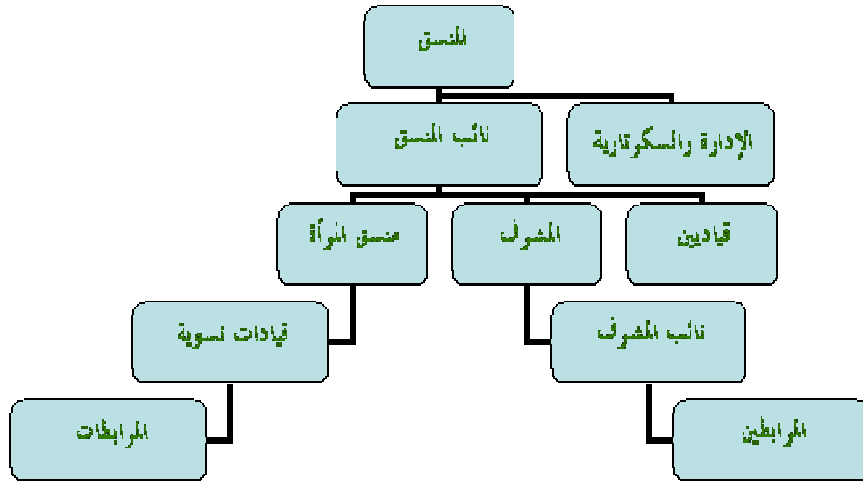 المنسق
الإدارة والسكرتارية
نائب المنسق
قياديين
المشرف
منسق المرأة
نائب المشرف
قيادات نسوية
المرابطين
المرابطات